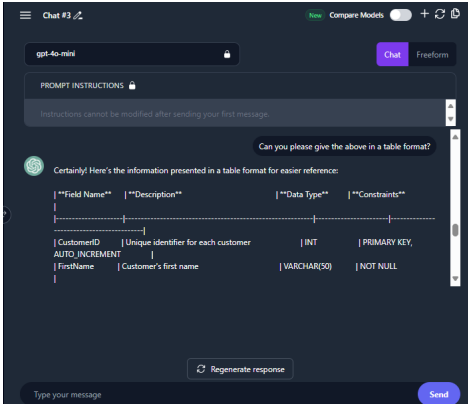 Chat #3
New Compare Models
gpt-4o-mini
Chat Freeform
PROMPT INSTRUCTIONS
Instructions cannot be modified after sending your first message.
Can you please give the above in a table format?
Certainly! Here's the information presented in a table format for easier reference:
| **Field Name** | **Description** | **Data Type** | **Constraints**
|
|----------------------|--------------------------------------------------------------|------------------------|---------------
------------------------------|
| CustomerID | Unique identifier for each customer | INT | PRIMARY KEY,
AUTO_INCREMENT |
| FirstName | Customer's first name | VARCHAR(50) | NOT NULL
|
Regenerate response
Type your message
Send